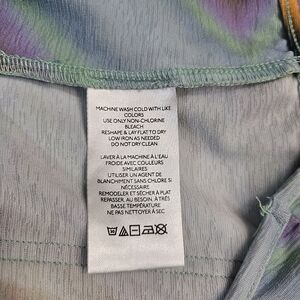 MACHINE WASH COLD WITH LIKE
COLORS
USE ONLY NON-CHLORINE
BLEACH
RESHAPE & LAY FLAT TO DRY
LOW IRON AS NEEDED
DO NOT DRY CLEAN
LAVER À LA MACHINE À L'EAU
FROIDE AVEC COULEURS
SIMILAIRES
UTILISER UN AGENT DE
BLANCHIMENT SANS CHLORE SI
NÉCESSAIRE
REMODELER ET SÉCHER À PLAT
REPASSER, AU BESOIN, À TRÈS
BASSE TEMPÉRATURE
NE PAS NETTOYER À SEC